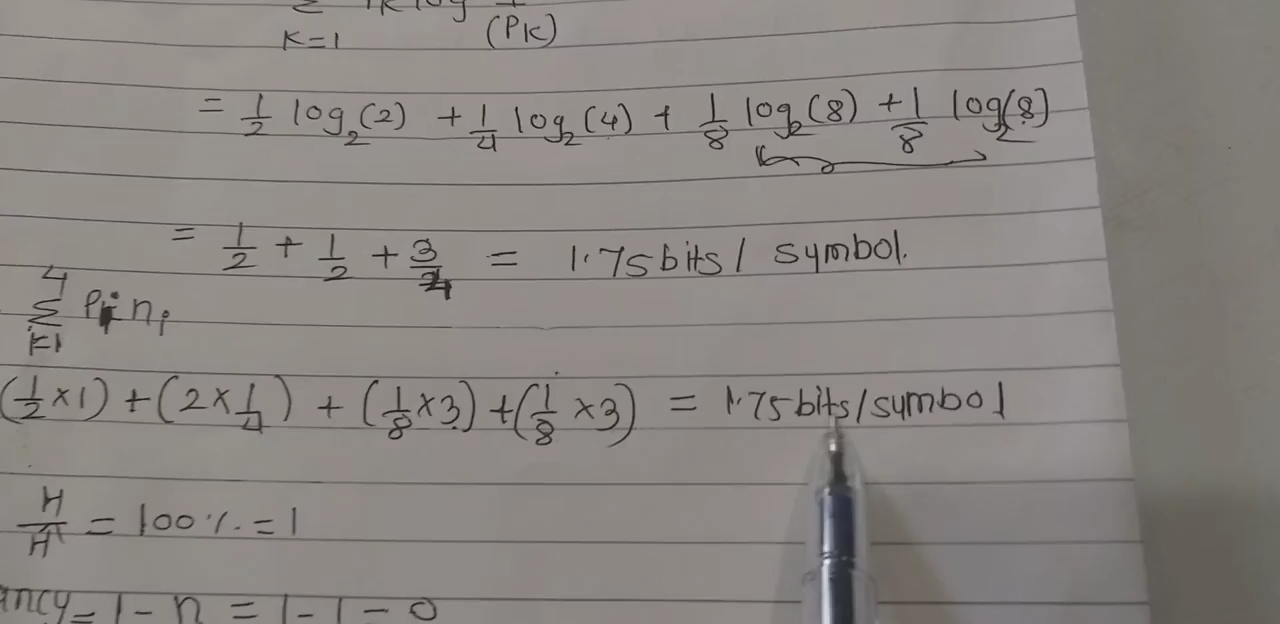 K=1 (PK)
= 1/2 log₂(2) + 1/4 log₂(4) + 1/8 log₂(8) + 1/8 log₂(8)
= 1/2 + 1/2 + 3/4 = 1.75 bits / symbol.
4
Σ Pi ni
K=1
(1/2 × 1) + (2 × 1/4) + (1/8 × 3) + (1/8 × 3) = 1.75 bits/symbol
H/H = 100 % = 1
ancy = 1 - n = 1 - 1 = 0